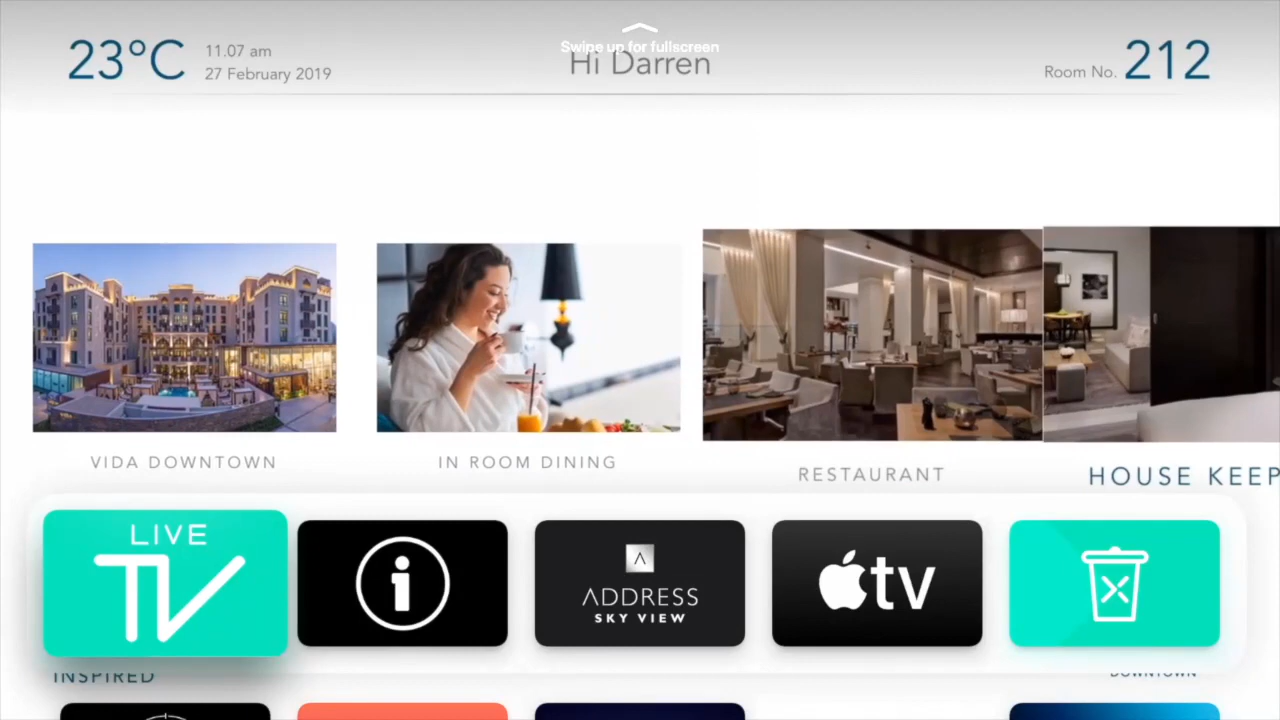 Swipe up for fullscreen
23°C
11.07 am
27 February 2019
Hi Darren
Room No. 212
VIDA DOWNTOWN
IN ROOM DINING
RESTAURANT
HOUSE KEEP
LIVE
TV
i
ADDRESS
SKY VIEW
tv
INSPIRED
DOWNTOWN